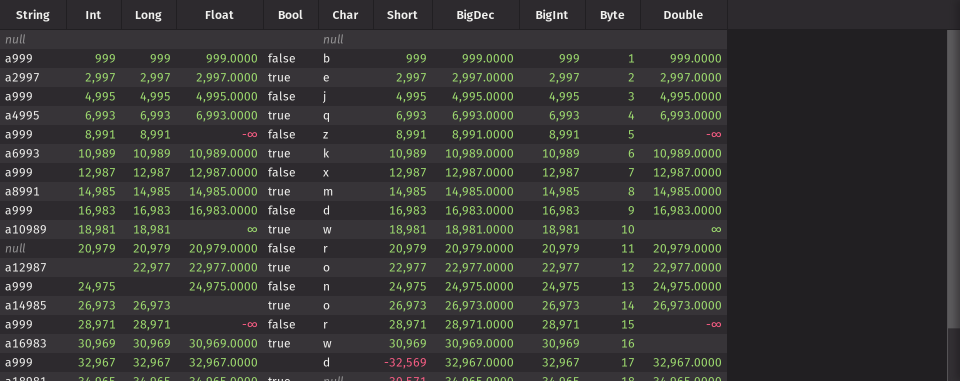 String Int Long Float Bool Char Short BigDec BigInt Byte Double
null null
a999 999 999 999.0000 false b 999 999.0000 999 1 999.0000
a2997 2,997 2,997 2,997.0000 true e 2,997 2,997.0000 2,997 2 2,997.0000
a999 4,995 4,995 4,995.0000 false j 4,995 4,995.0000 4,995 3 4,995.0000
a4995 6,993 6,993 6,993.0000 true q 6,993 6,993.0000 6,993 4 6,993.0000
a999 8,991 8,991 -∞ false z 8,991 8,991.0000 8,991 5 -∞
a6993 10,989 10,989 10,989.0000 true k 10,989 10,989.0000 10,989 6 10,989.0000
a999 12,987 12,987 12,987.0000 false x 12,987 12,987.0000 12,987 7 12,987.0000
a8991 14,985 14,985 14,985.0000 true m 14,985 14,985.0000 14,985 8 14,985.0000
a999 16,983 16,983 16,983.0000 false d 16,983 16,983.0000 16,983 9 16,983.0000
a10989 18,981 18,981 ∞ true w 18,981 18,981.0000 18,981 10 ∞
null 20,979 20,979 20,979.0000 false r 20,979 20,979.0000 20,979 11 20,979.0000
a12987 22,977 22,977.0000 true o 22,977 22,977.0000 22,977 12 22,977.0000
a999 24,975 24,975.0000 false n 24,975 24,975.0000 24,975 13 24,975.0000
a14985 26,973 26,973 true o 26,973 26,973.0000 26,973 14 26,973.0000
a999 28,971 28,971 -∞ false r 28,971 28,971.0000 28,971 15 -∞
a16983 30,969 30,969 30,969.0000 true w 30,969 30,969.0000 30,969 16
a999 32,967 32,967 32,967.0000 d -32,569 32,967.0000 32,967 17 32,967.0000
a18981 34,965 34,965 34,965.0000 true null -30,571 34,965.0000 34,965 18 34,965.0000